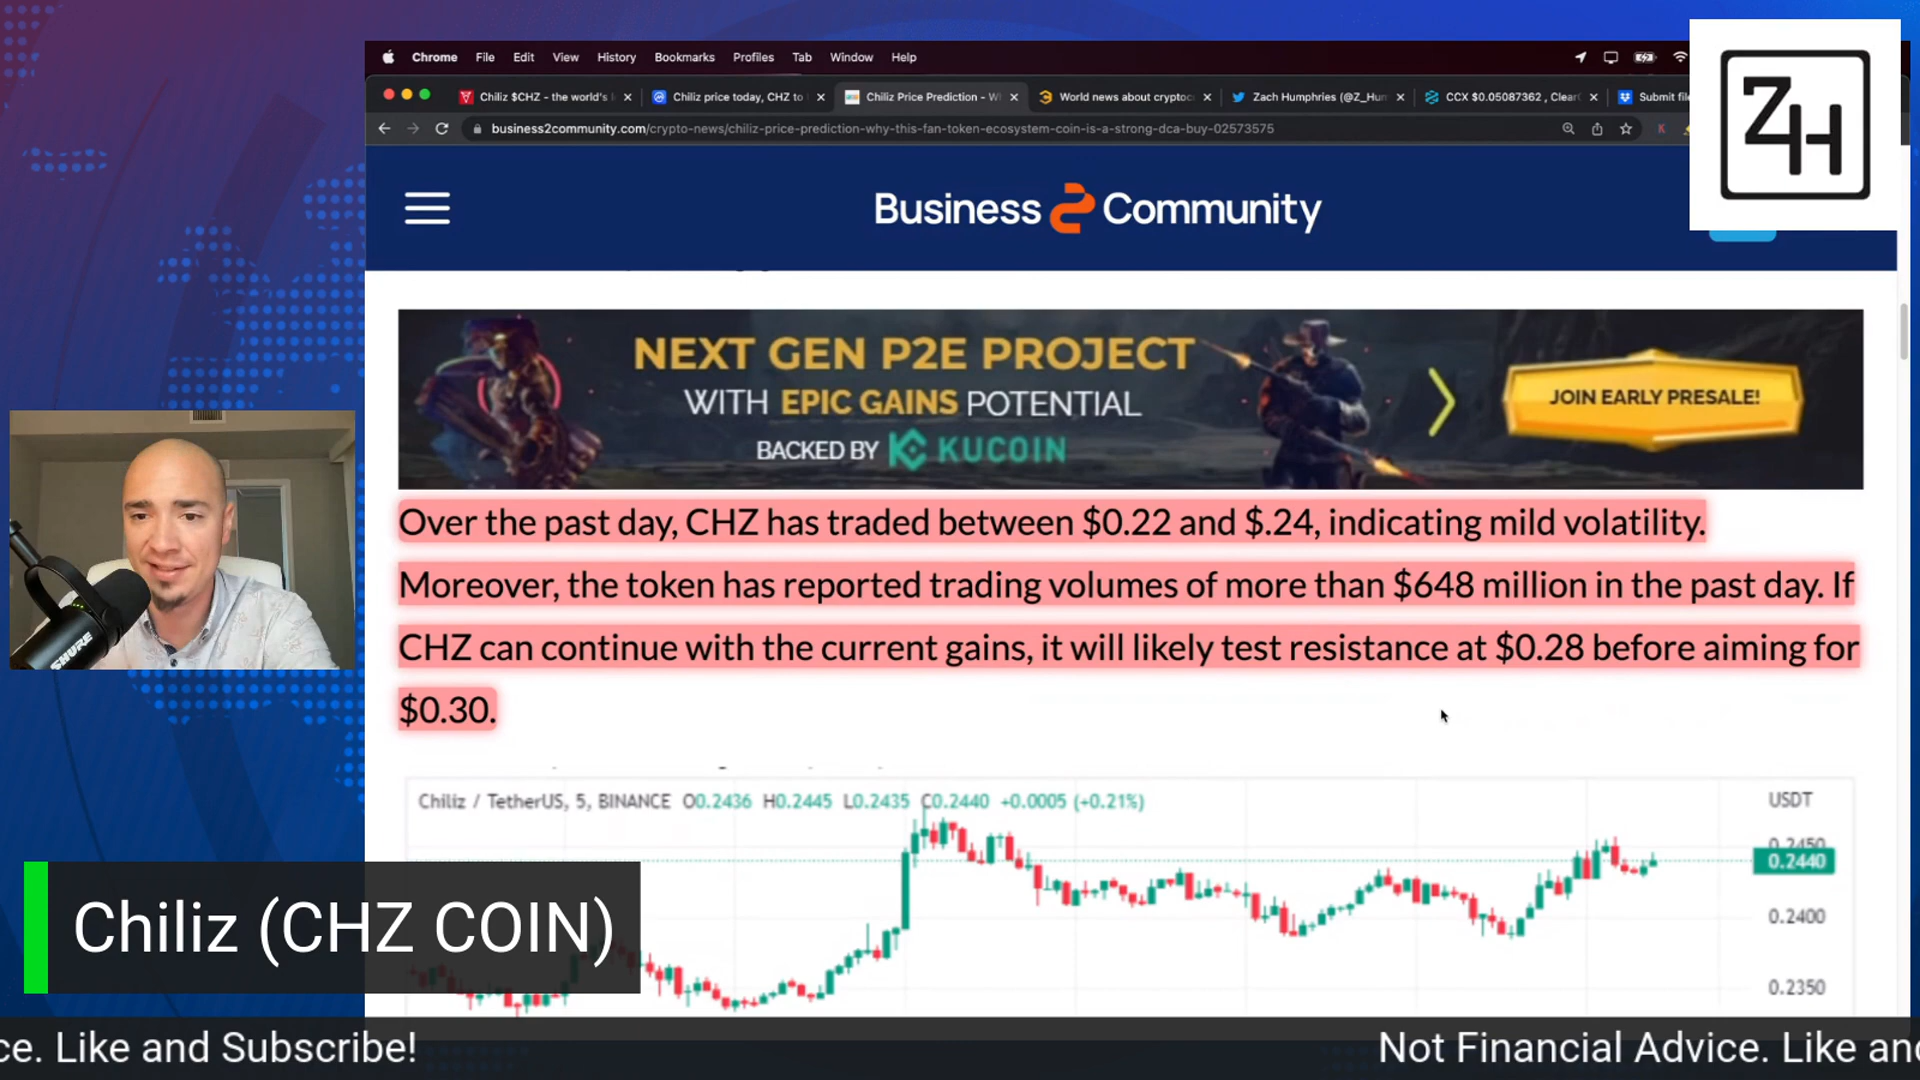 Chrome File Edit View History Bookmarks Profiles Tab Window Help
Chiliz $CHZ - the world's
Chiliz price today, CHZ to
Chiliz Price Prediction - W
World news about cryptoc
Zach Humphries (@Z_Hum
CCX $0.05087362 , Clear
Submit file
business2community.com/crypto-news/chiliz-price-prediction-why-this-fan-token-ecosystem-coin-is-a-strong-dca-buy-02573575
ZH
Business 2 Community
NEXT GEN P2E PROJECT
WITH EPIC GAINS POTENTIAL
BACKED BY KUCOIN
JOIN EARLY PRESALE!
Over the past day, CHZ has traded between $0.22 and $.24, indicating mild volatility.
Moreover, the token has reported trading volumes of more than $648 million in the past day. If
CHZ can continue with the current gains, it will likely test resistance at $0.28 before aiming for
$0.30.
Chiliz / TetherUS, 5, BINANCE O0.2436 H0.2445 L0.2435 C0.2440 +0.0005 (+0.21%)
USDT
0.2450
0.2440
0.2400
0.2350
SHURE
Chiliz (CHZ COIN)
ce. Like and Subscribe!
Not Financial Advice. Like and